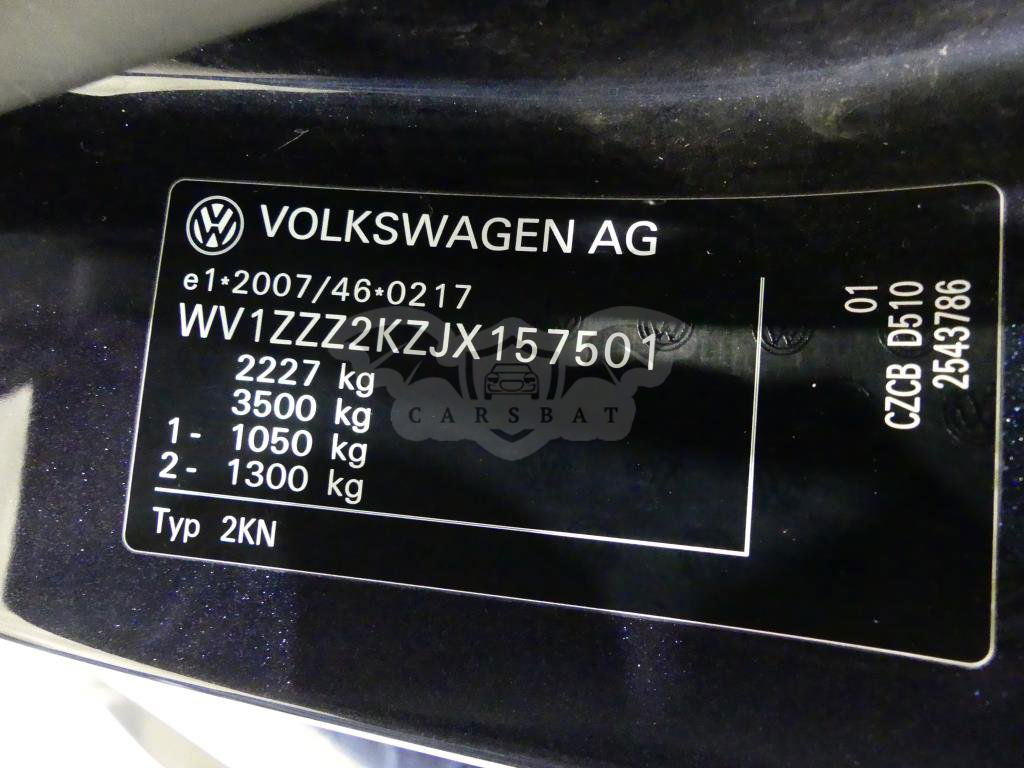 VOLKSWAGEN AG
e1*2007/46*0217
WV1ZZZ2KZJX157501
2227 kg
3500 kg
1- 1050 kg
2- 1300 kg
Typ 2KN
01
CZCB D510
2543786
CARSBAT